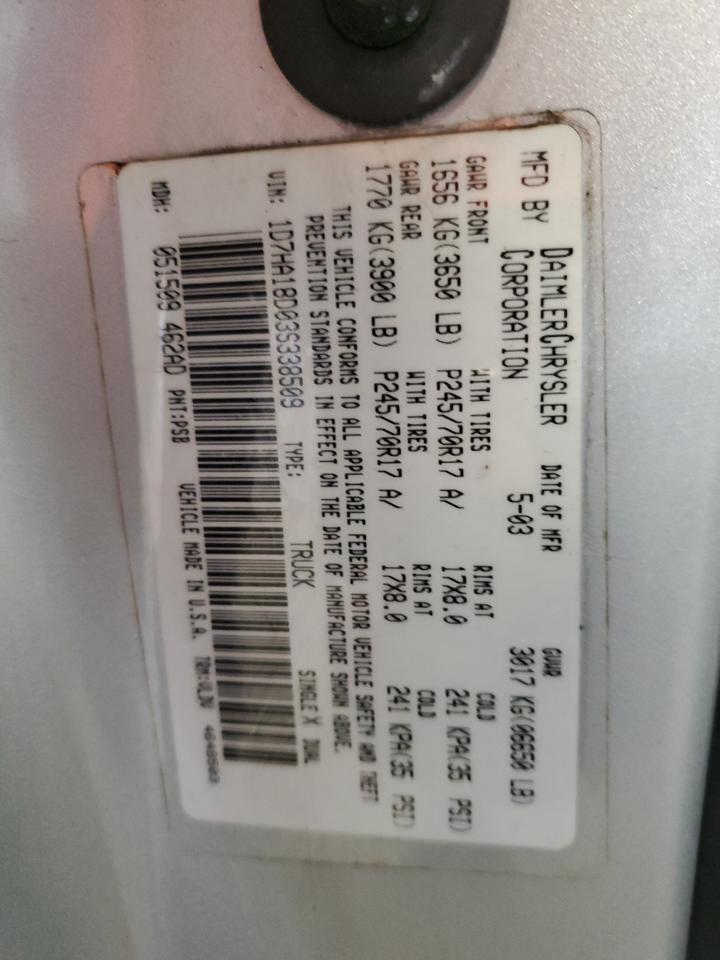 MFD BY DAIMLERCHRYSLER CORPORATION DATE OF MFR 5-03 GVWR 3017 KG(06650 LB)
GAWR FRONT WITH TIRES RIMS AT COLD
1656 KG(3650 LB) P245/70R17 A/ 17X8.0 241 KPA(35 PSI)
GAWR REAR WITH TIRES RIMS AT COLD
1770 KG(3900 LB) P245/70R17 A/ 17X8.0 241 KPA(35 PSI)
THIS VEHICLE CONFORMS TO ALL APPLICABLE FEDERAL MOTOR VEHICLE SAFETY AND THEFT
PREVENTION STANDARDS IN EFFECT ON THE DATE OF MANUFACTURE SHOWN ABOVE.
VIN: 1D7HA18D03S338509 TYPE: TRUCK SINGLE X DUAL
MDH: 051509 462AD PNT:PSB VEHICLE MADE IN U.S.A. TRM:VLDV